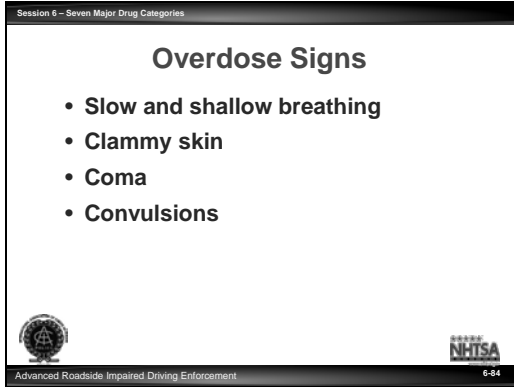 Session 6 – Seven Major Drug Categories
Overdose Signs
• Slow and shallow breathing
• Clammy skin
• Coma
• Convulsions
NHTSA
Advanced Roadside Impaired Driving Enforcement
6-84